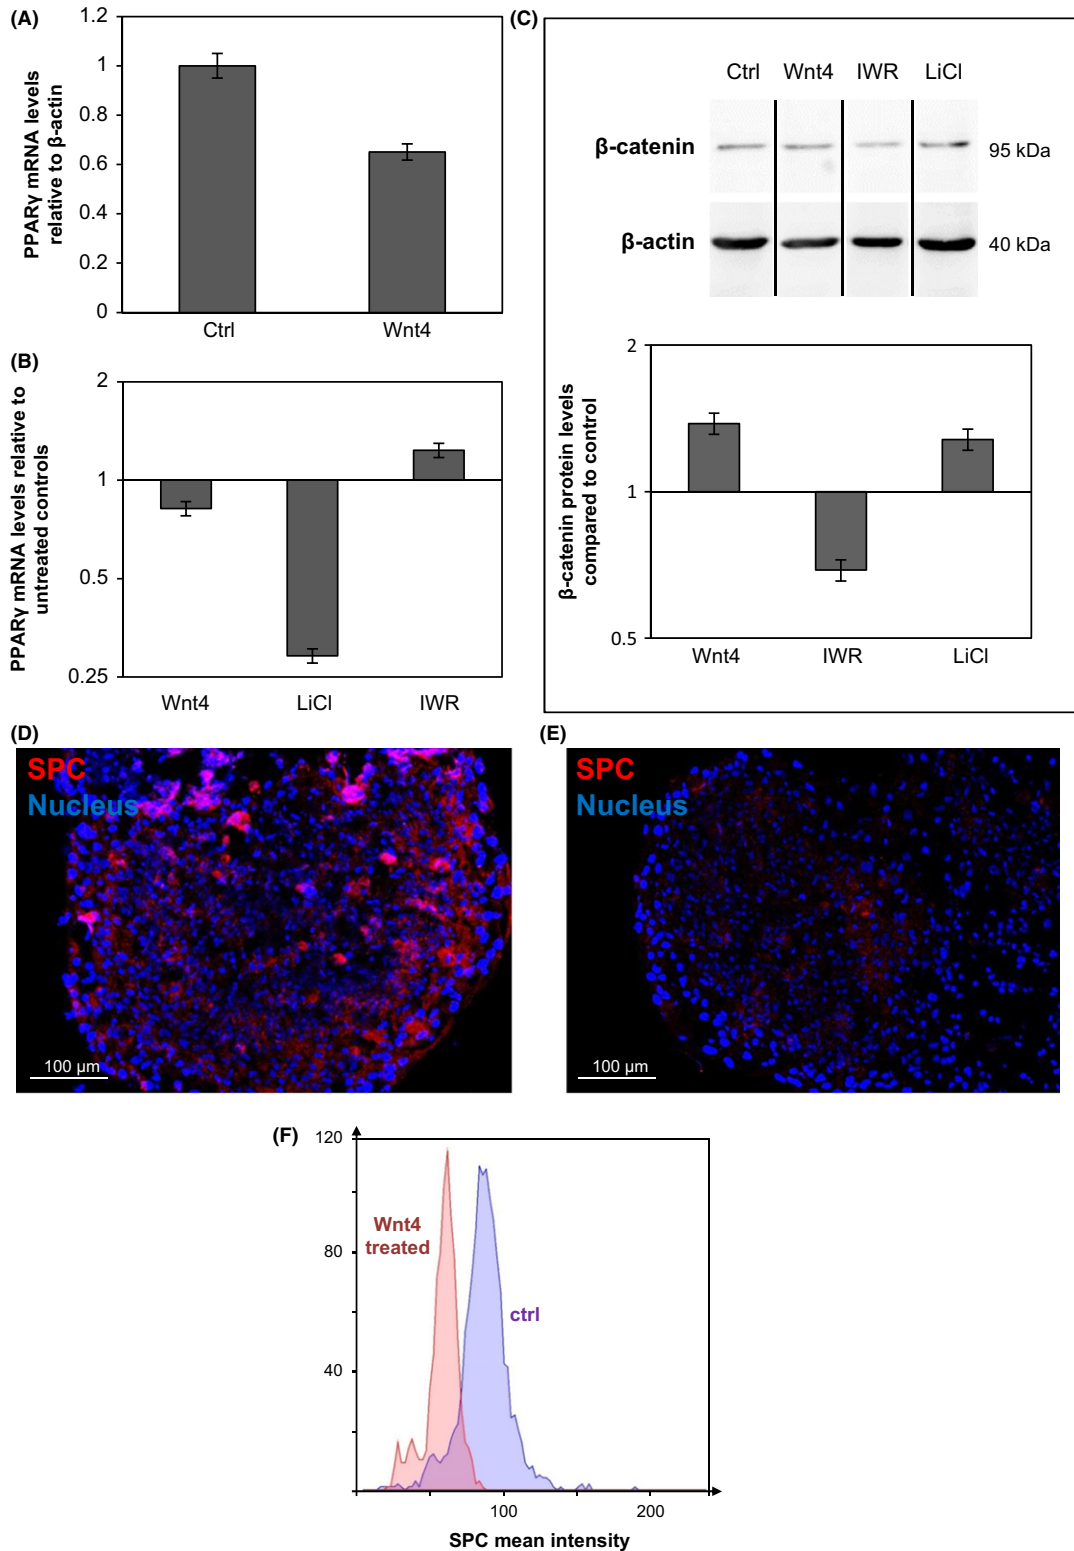 (A)
1.2
1
0.8
0.6
0.4
0.2
0
PPARγ mRNA levels
relative to β-actin
Ctrl
Wnt4
(B)
2
1
0.5
0.25
PPARγ mRNA levels relative to
untreated controls
Wnt4
LiCl
IWR
(C)
Ctrl
Wnt4
IWR
LiCl
β-catenin
95 kDa
β-actin
40 kDa
2
1
0.5
β-catenin protein levels
compared to control
Wnt4
IWR
LiCl
(D)
SPC
Nucleus
100 µm
(E)
SPC
Nucleus
100 µm
(F)
120
80
40
Wnt4
treated
ctrl
100
200
SPC mean intensity